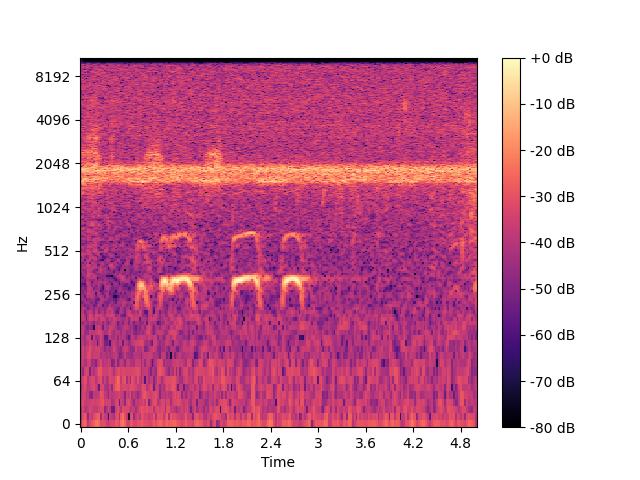 8192
4096
2048
1024
512
256
128
64
0
Hz
0 0.6 1.2 1.8 2.4 3 3.6 4.2 4.8
Time
+0 dB
-10 dB
-20 dB
-30 dB
-40 dB
-50 dB
-60 dB
-70 dB
-80 dB